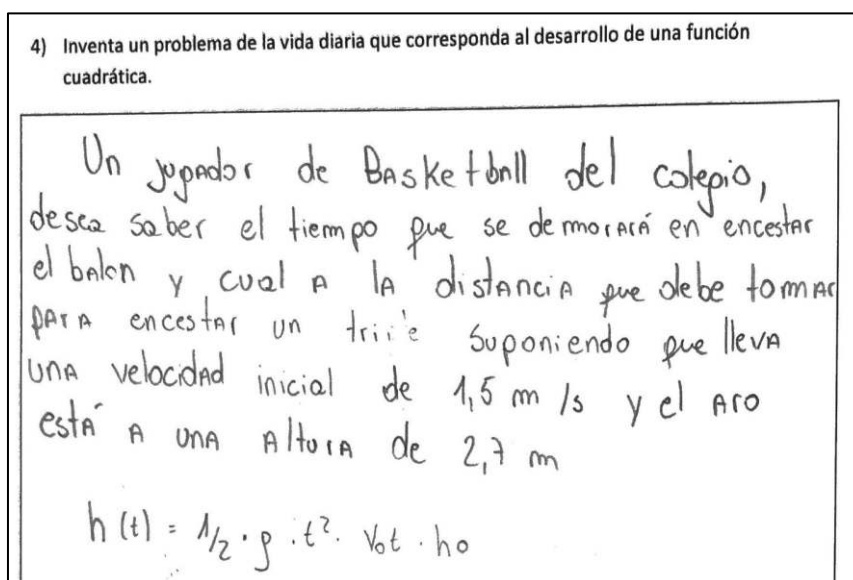 4) Inventa un problema de la vida diaria que corresponda al desarrollo de una función
cuadrática.
Un jugador de Basketball del colegio,
desea saber el tiempo que se demorará en encestar
el balon y cual a la distancia que debe tomar
para encestar un suponiendo que lleva
una velocidad inicial de 1,5 m/s y el aro
está a una altura de 2,7 m
h(t) = 1/2 · g · t². Vot · ho